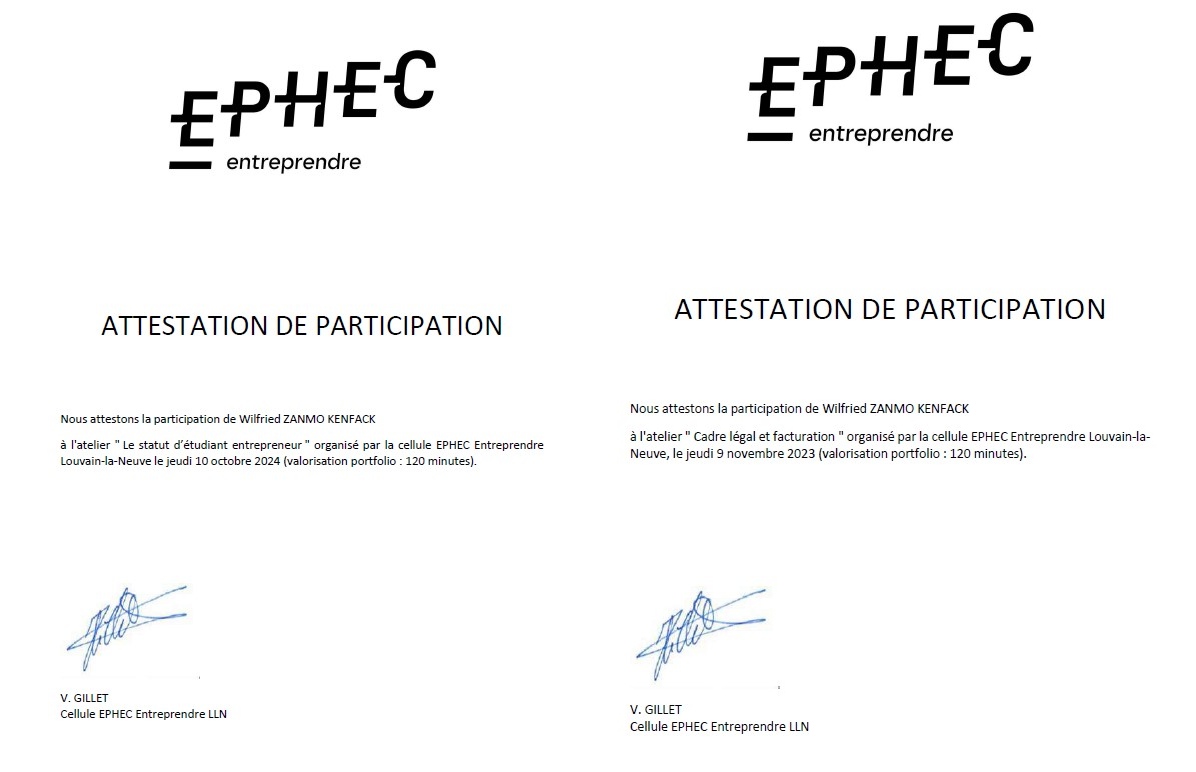 EPHEC
entreprendre
ATTESTATION DE PARTICIPATION
Nous attestons la participation de Wilfried ZANMO KENFACK
à l'atelier " Le statut d’étudiant entrepreneur " organisé par la cellule EPHEC Entreprendre
Louvain-la-Neuve le jeudi 10 octobre 2024 (valorisation portfolio : 120 minutes).
V. GILLET
Cellule EPHEC Entreprendre LLN
EPHEC
entreprendre
ATTESTATION DE PARTICIPATION
Nous attestons la participation de Wilfried ZANMO KENFACK
à l'atelier " Cadre légal et facturation " organisé par la cellule EPHEC Entreprendre Louvain-la-
Neuve, le jeudi 9 novembre 2023 (valorisation portfolio : 120 minutes).
V. GILLET
Cellule EPHEC Entreprendre LLN